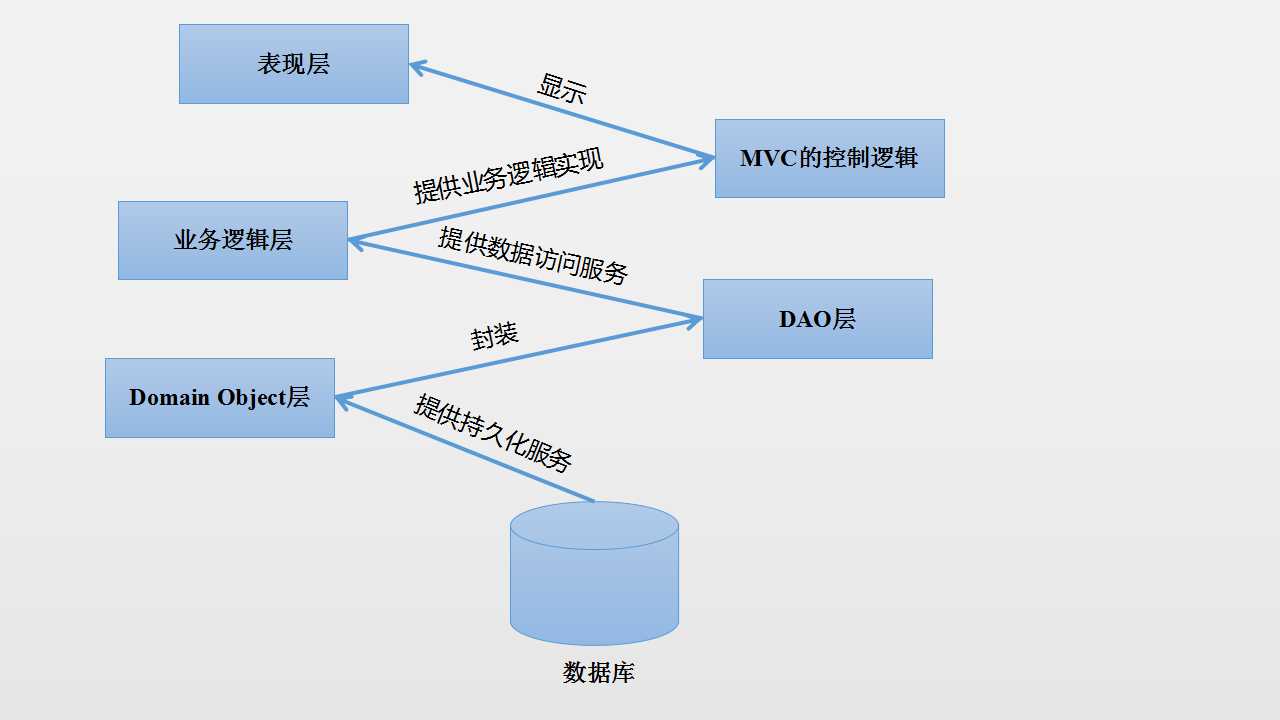 表现层
显示
MVC的控制逻辑
提供业务逻辑实现
业务逻辑层
提供数据访问服务
DAO层
封装
Domain Object层
提供持久化服务
数据库